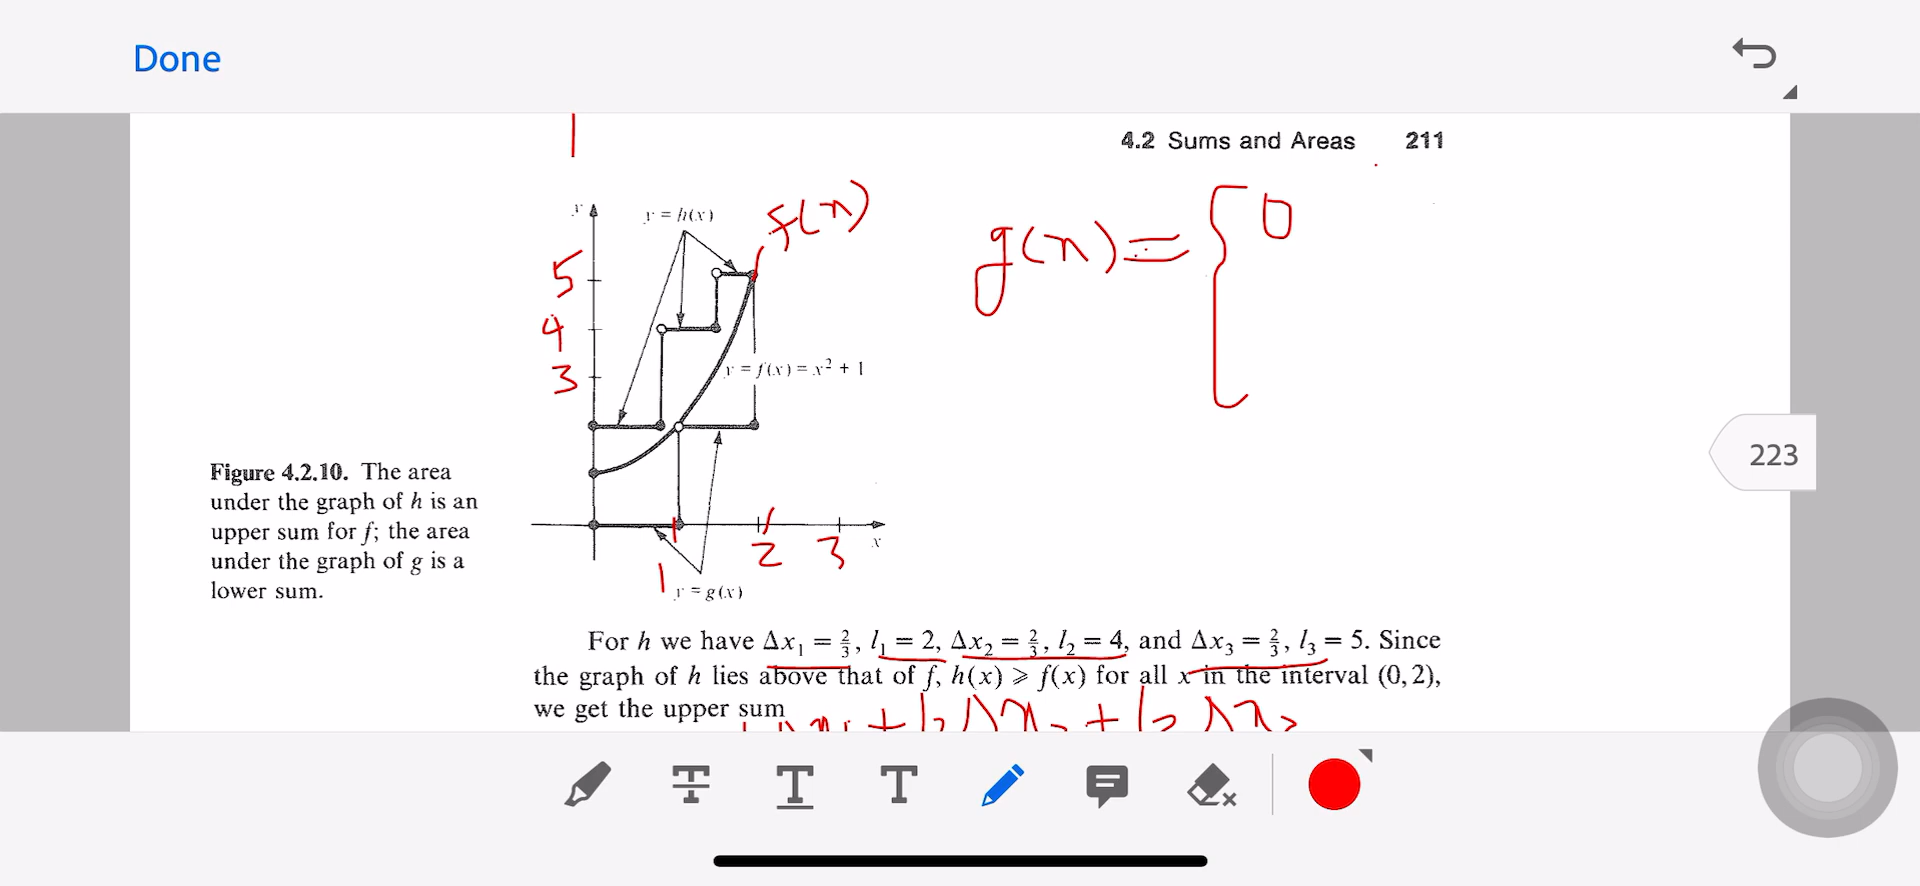 Done
4.2 Sums and Areas 211
y
y = h(x)
f(x)
g(x) = { 0
5
4
3
y = f(x) = x² + 1
223
Figure 4.2.10. The area
under the graph of h is an
upper sum for f; the area
under the graph of g is a
lower sum.
1 2 3 x
y = g(x)
For h we have Δx₁ = 2/3, l₁ = 2, Δx₂ = 2/3, l₂ = 4, and Δx₃ = 2/3, l₃ = 5. Since
the graph of h lies above that of f, h(x) ⩾ f(x) for all x in the interval (0, 2),
we get the upper sum
T T T